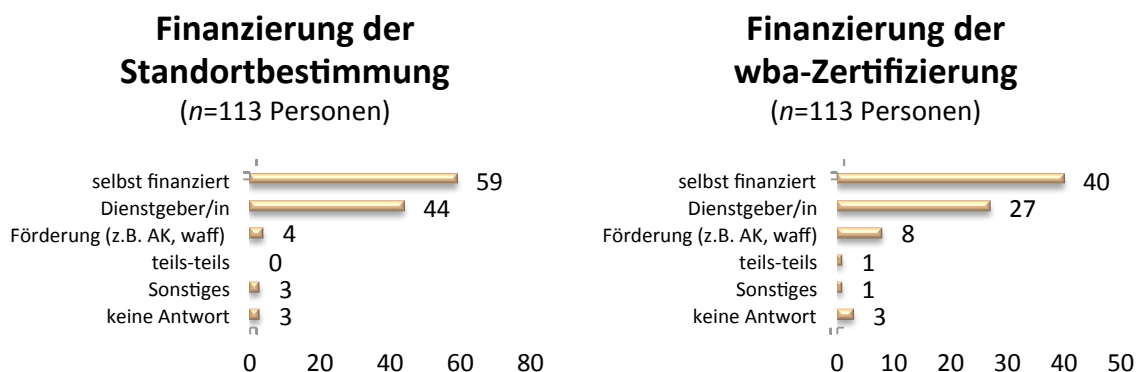 Finanzierung der
Standortbestimmung
(n=113 Personen)
selbst finanziert 59
Dienstgeber/in 44
Förderung (z.B. AK, waff) 4
teils-teils 0
Sonstiges 3
keine Antwort 3
0 20 40 60 80
Finanzierung der
wba-Zertifizierung
(n=113 Personen)
selbst finanziert 40
Dienstgeber/in 27
Förderung (z.B. AK, waff) 8
teils-teils 1
Sonstiges 1
keine Antwort 3
0 10 20 30 40 50